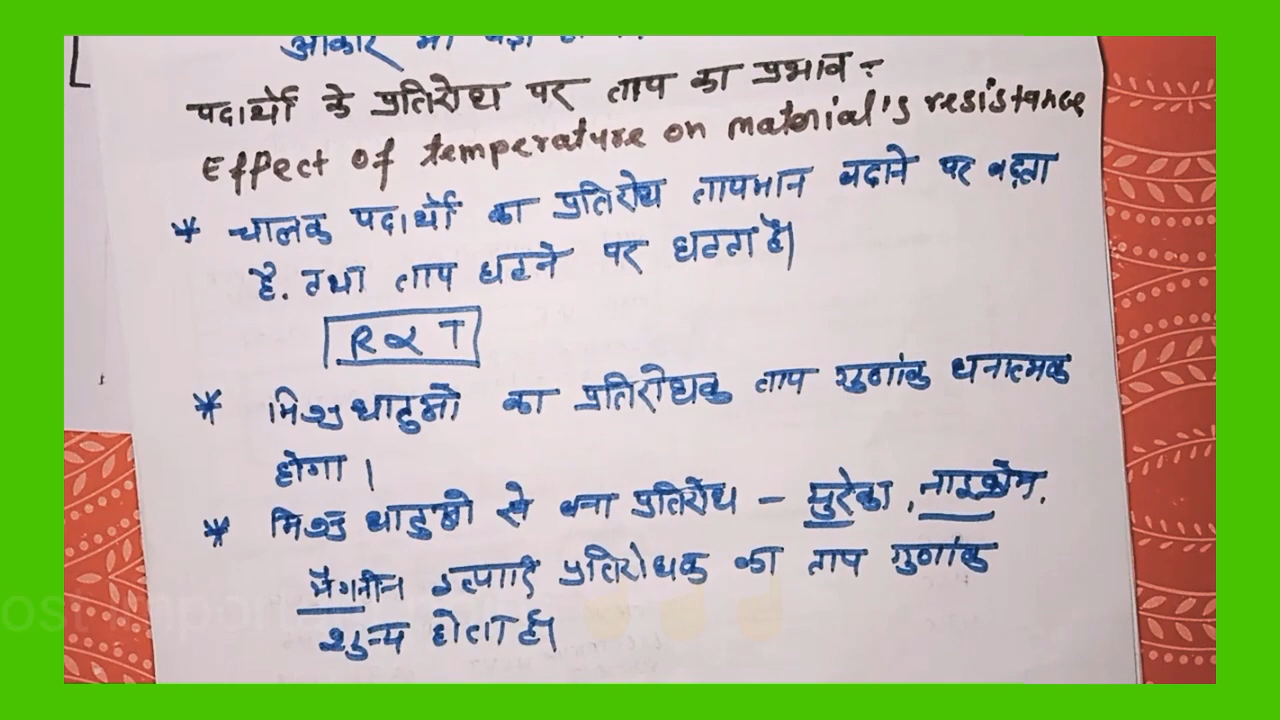 पदार्थो के प्रतिरोध पर ताप का प्रभाव :-
Effect of temperature on material's resistance
* चालक पदार्थो का प्रतिरोध तापमान बढाने पर बढ़ता
है. तथा ताप घटने पर घटता है।
R α T
* मिश्रधातुओ का प्रतिरोधक ताप गुणांक धनात्मक
होगा ।
* मिश्र धातुओ से बना प्रतिरोध - युरेका , नाइक्रोम,
मैगनीन इत्यादि प्रतिरोधक का ताप गुणांक
शुन्य होता है।